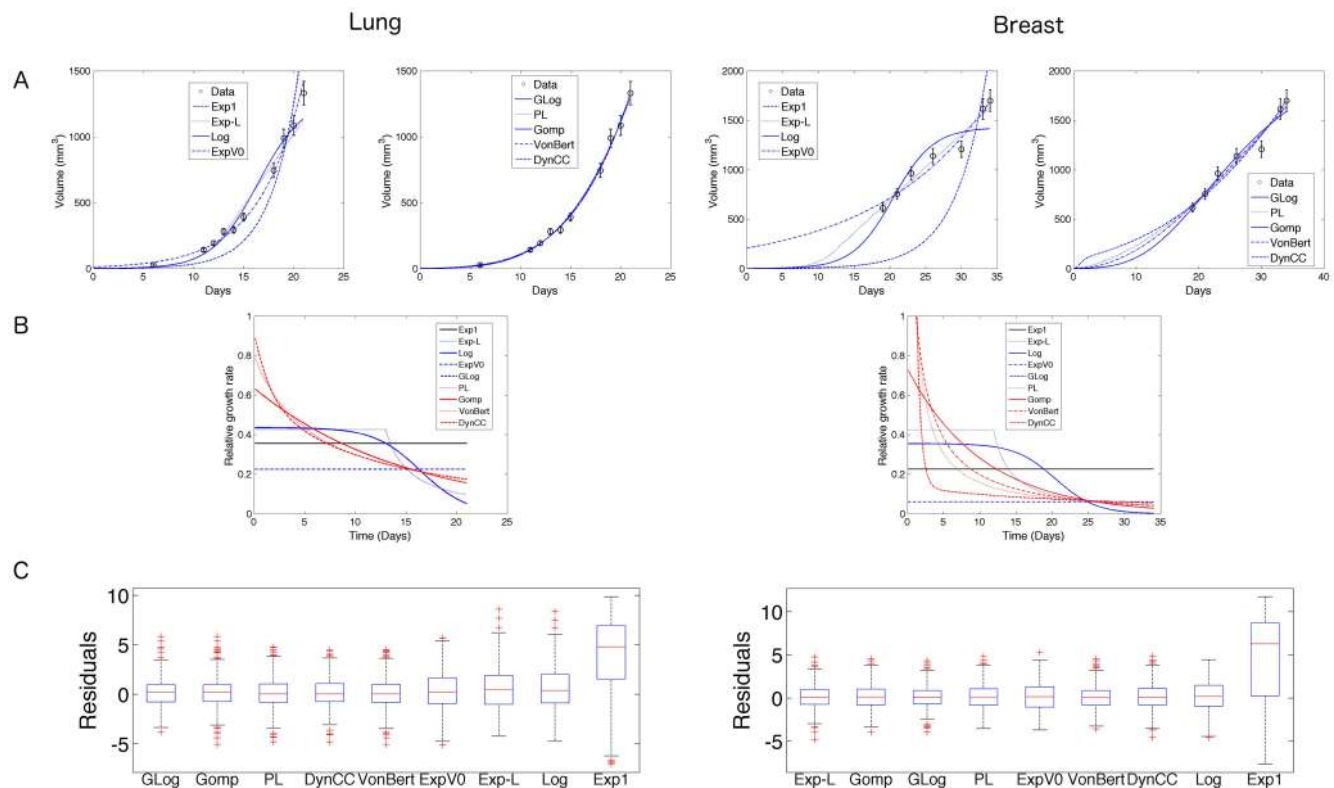 Lung
Breast
A
1500
1000
500
0
Volume (mm³)
0 5 10 15 20 25
Days
Data
Exp1
Exp-L
Log
ExpV0
1500
1000
500
0
Volume (mm³)
0 5 10 15 20 25
Days
Data
GLog
PL
Gomp
VonBert
DynCC
2000
1500
1000
500
0
Volume (mm³)
0 5 10 15 20 25 30 35
Days
Data
Exp1
Exp-L
Log
ExpV0
2000
1500
1000
500
0
Volume (mm³)
0 10 20 30 40
Days
Data
GLog
PL
Gomp
VonBert
DynCC
B
1
0.8
0.6
0.4
0.2
0
Relative growth rate
0 5 10 15 20 25
Time (Days)
Exp1
Exp-L
Log
ExpV0
GLog
PL
Gomp
VonBert
DynCC
1
0.8
0.6
0.4
0.2
0
Relative growth rate
0 5 10 15 20 25 30 35
Time (Days)
Exp1
Exp-L
Log
ExpV0
GLog
PL
Gomp
VonBert
DynCC
C
10
5
0
-5
Residuals
GLog Gomp PL DynCC VonBert ExpV0 Exp-L Log Exp1
10
5
0
-5
Residuals
Exp-L Gomp GLog PL ExpV0 VonBert DynCC Log Exp1